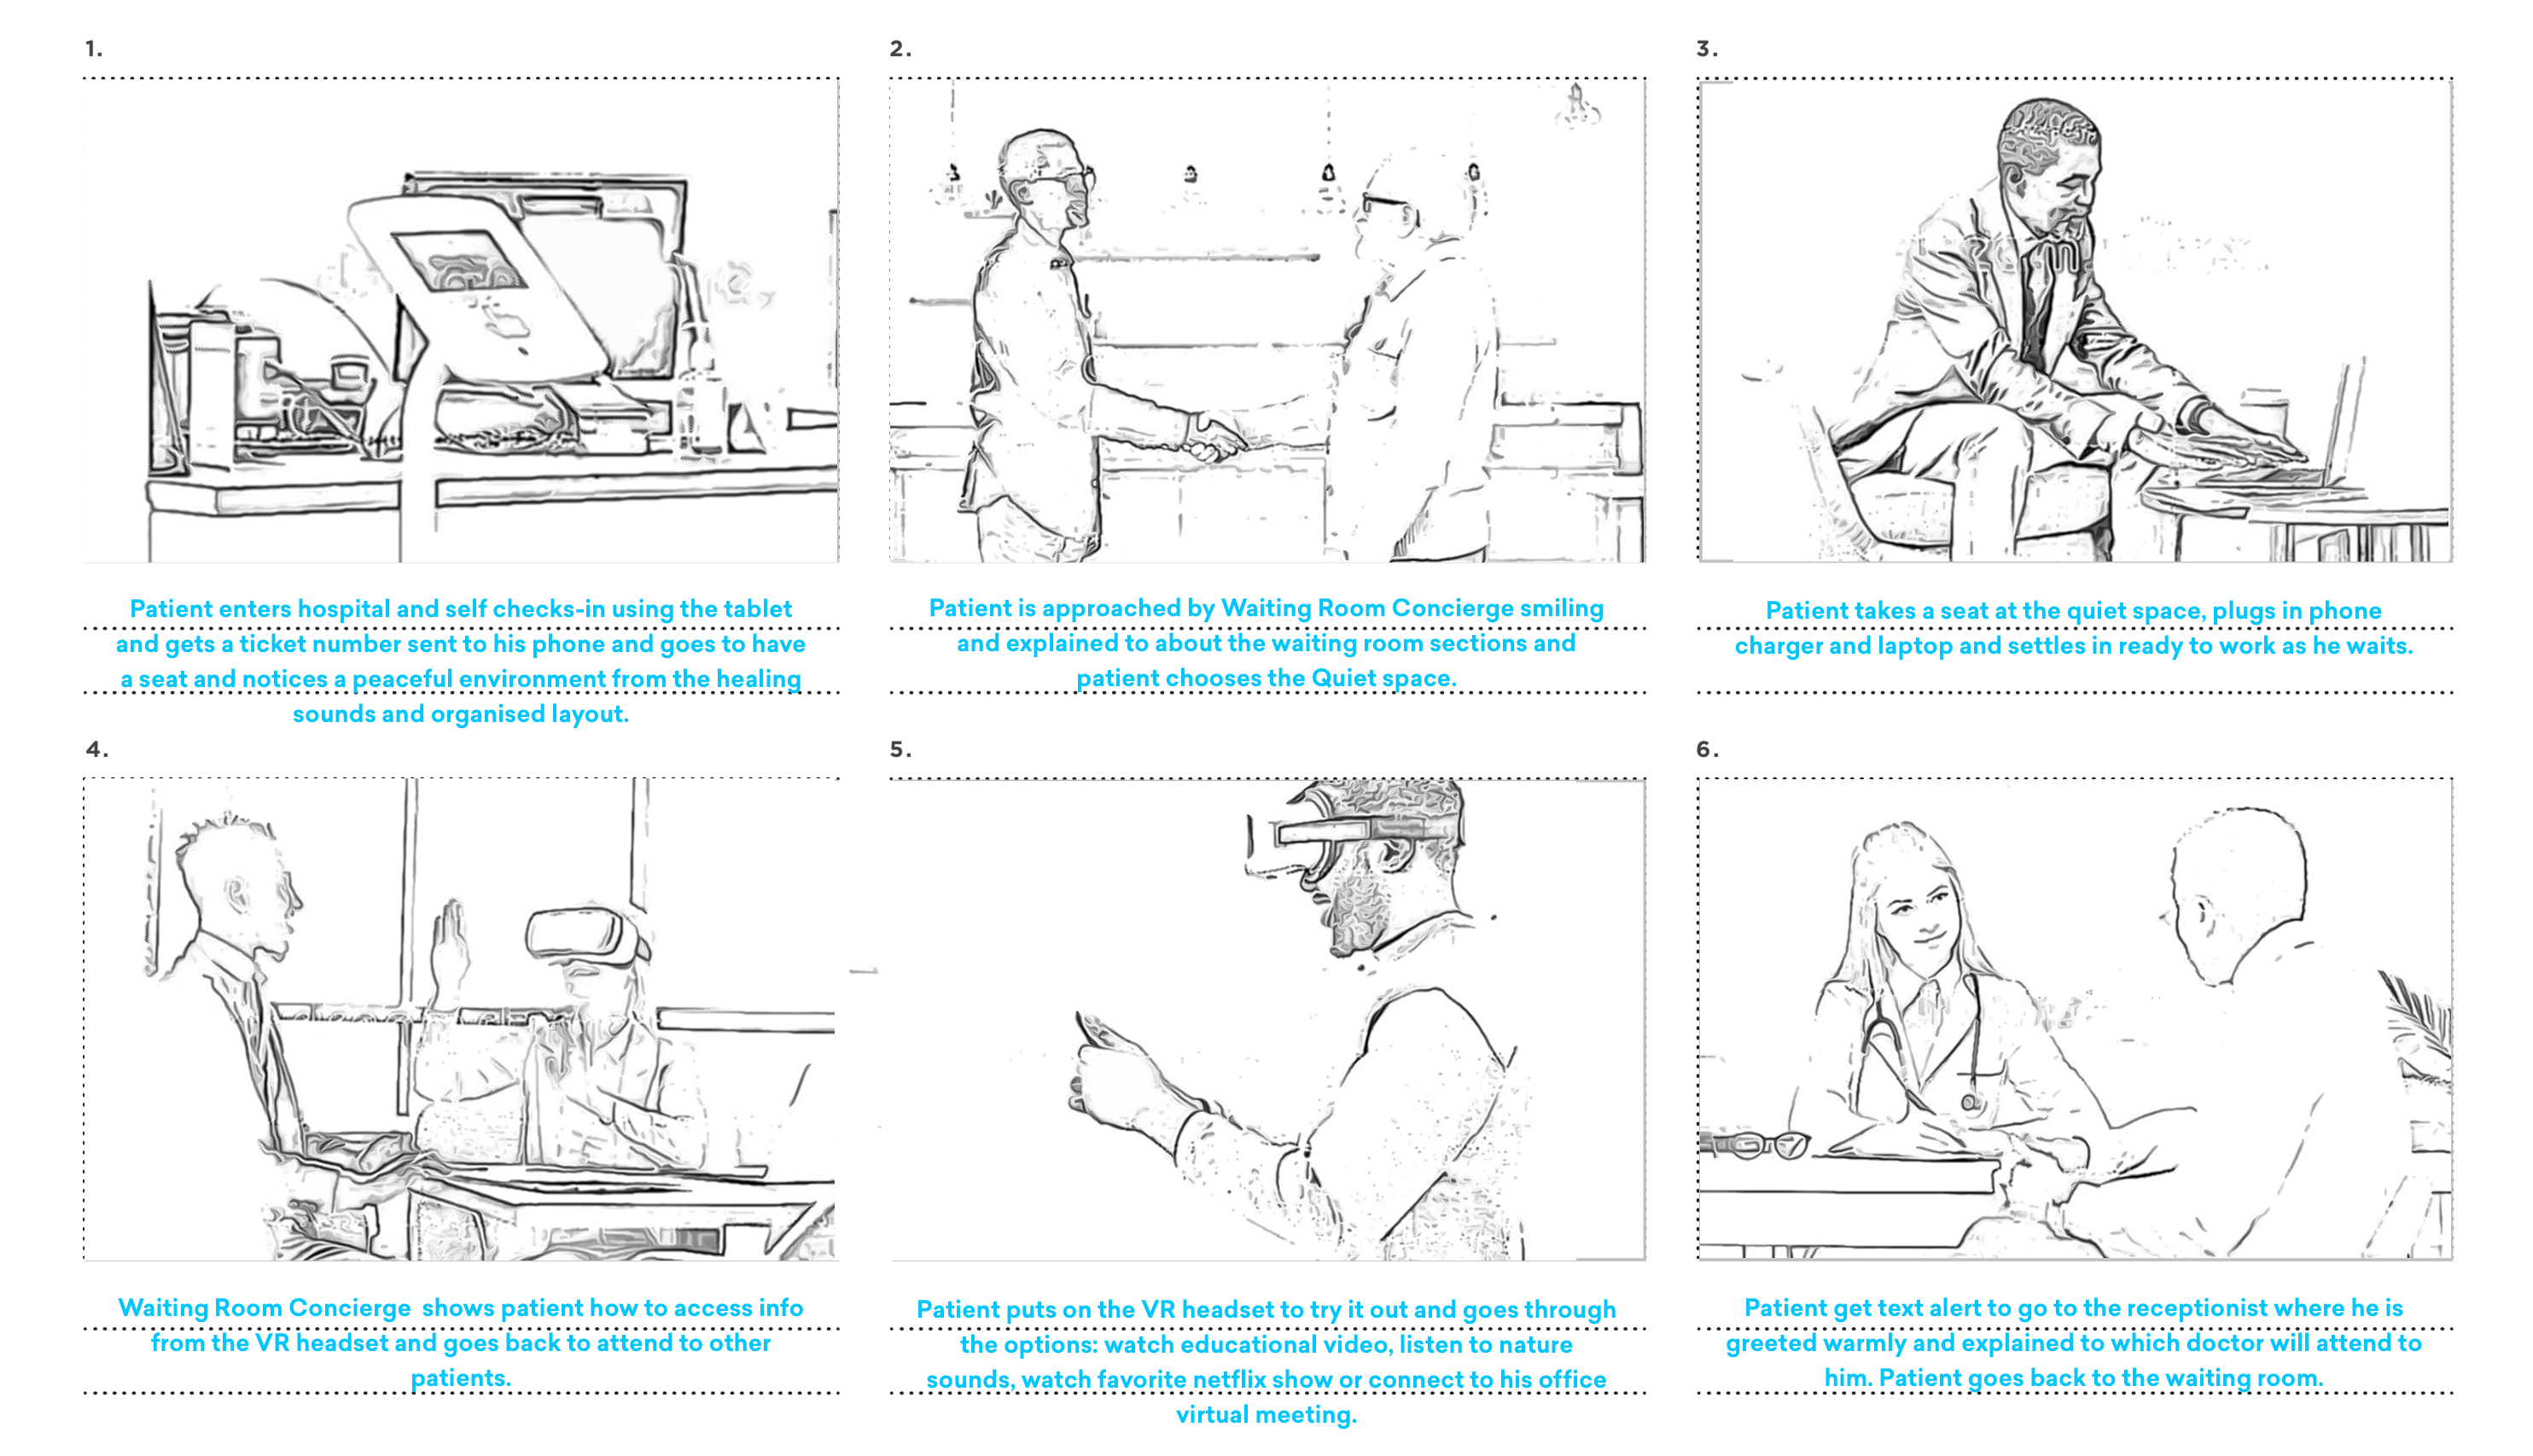 1.
Patient enters hospital and self checks-in using the tablet
and gets a ticket number sent to his phone and goes to have
a seat and notices a peaceful environment from the healing
sounds and organised layout.
2.
Patient is approached by Waiting Room Concierge smiling
and explained to about the waiting room sections and
patient chooses the Quiet space.
3.
Patient takes a seat at the quiet space, plugs in phone
charger and laptop and settles in ready to work as he waits.
4.
Waiting Room Concierge  shows patient how to access info
from the VR headset and goes back to attend to other
patients.
5.
Patient puts on the VR headset to try it out and goes through
the options: watch educational video, listen to nature
sounds, watch favorite netflix show or connect to his office
virtual meeting.
6.
Patient get text alert to go to the receptionist where he is
greeted warmly and explained to which doctor will attend to
him. Patient goes back to the waiting room.